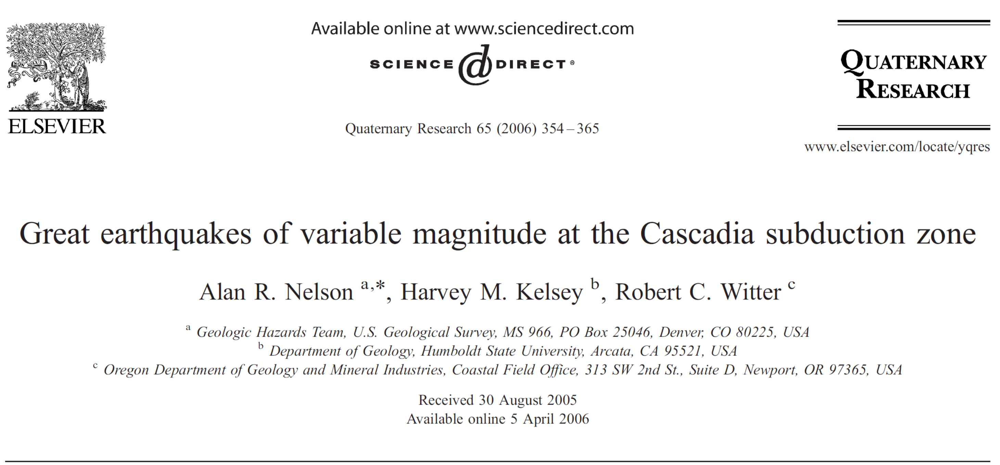 Available online at www.sciencedirect.com
SCIENCE @ DIRECT®
NON SOLUS
ELSEVIER
QUATERNARY
RESEARCH
Quaternary Research 65 (2006) 354–365
www.elsevier.com/locate/yqres
Great earthquakes of variable magnitude at the Cascadia subduction zone
Alan R. Nelson a,*, Harvey M. Kelsey b, Robert C. Witter c
a Geologic Hazards Team, U.S. Geological Survey, MS 966, PO Box 25046, Denver, CO 80225, USA
b Department of Geology, Humboldt State University, Arcata, CA 95521, USA
c Oregon Department of Geology and Mineral Industries, Coastal Field Office, 313 SW 2nd St., Suite D, Newport, OR 97365, USA
Received 30 August 2005
Available online 5 April 2006